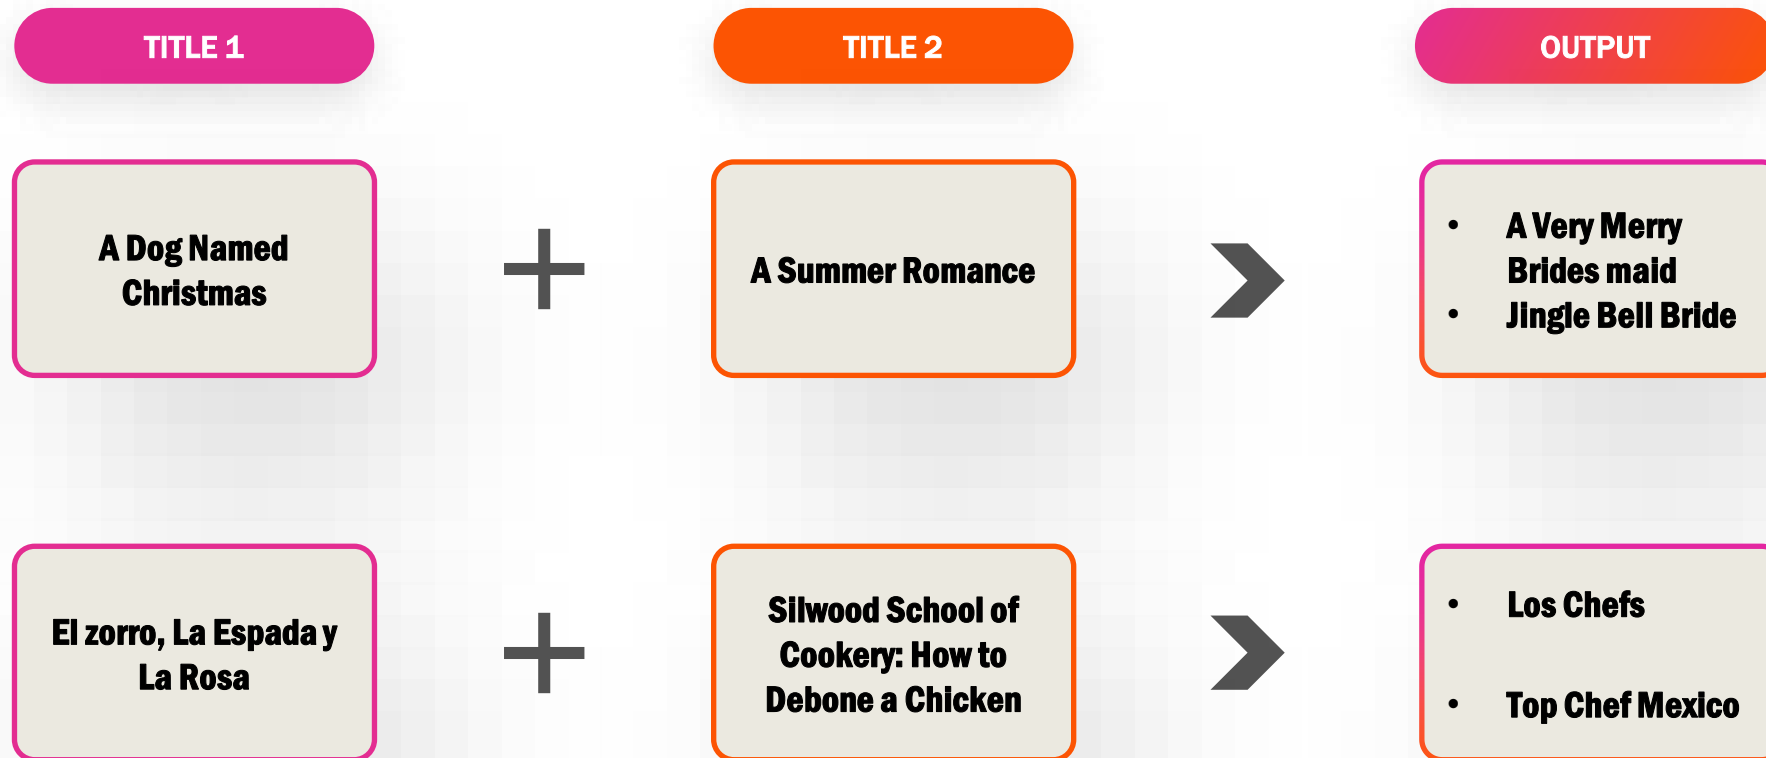 TITLE 1
TITLE 2
OUTPUT
A Dog Named
Christmas
A Summer Romance
• A Very Merry
Brides maid
• Jingle Bell Bride
El zorro, La Espada y
La Rosa
Silwood School of
Cookery: How to
Debone a Chicken
• Los Chefs
• Top Chef Mexico